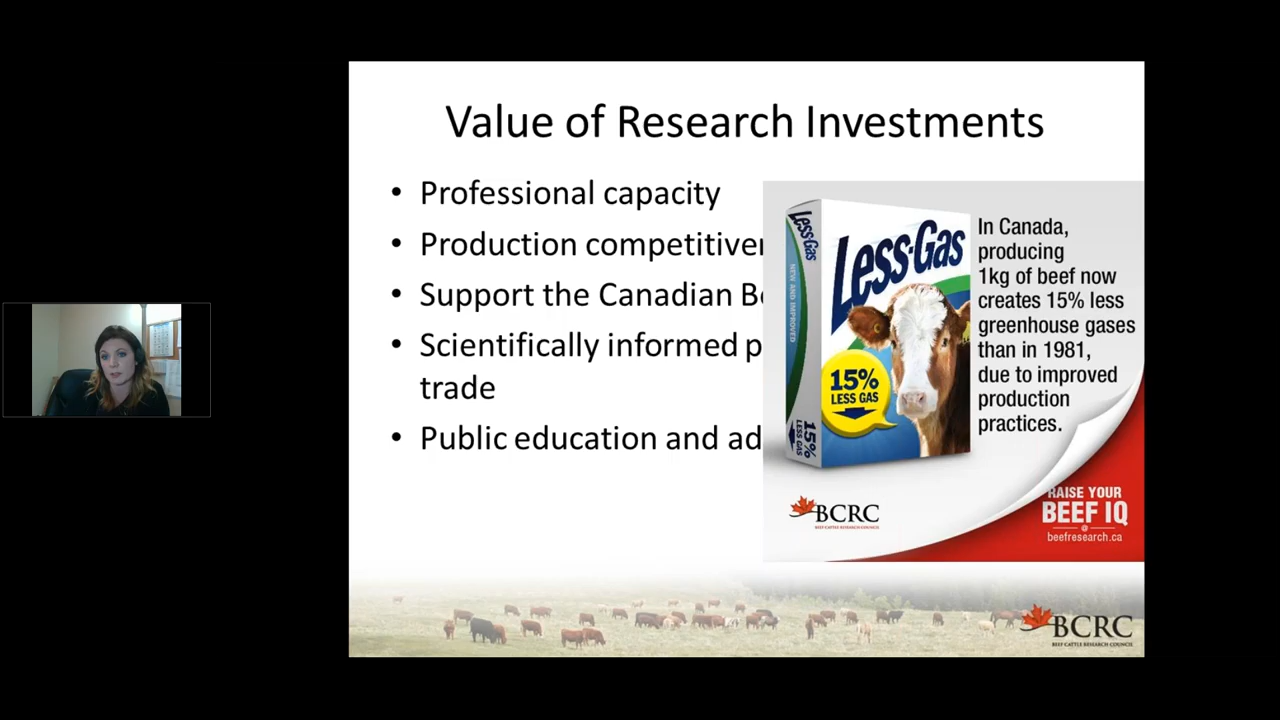 Value of Research Investments
• Professional capacity
• Production competitiver
• Support the Canadian B
• Scientifically informed p
trade
• Public education and ad
Less-Gas
NEW AND IMPROVED
15% LESS GAS
Less-Gas
15%
LESS GAS
In Canada,
producing
1kg of beef now
creates 15% less
greenhouse gases
than in 1981,
due to improved
production
practices.
BCRC
BEEF CATTLE RESEARCH COUNCIL
RAISE YOUR
BEEF IQ
@
beefresearch.ca
BCRC
BEEF CATTLE RESEARCH COUNCIL